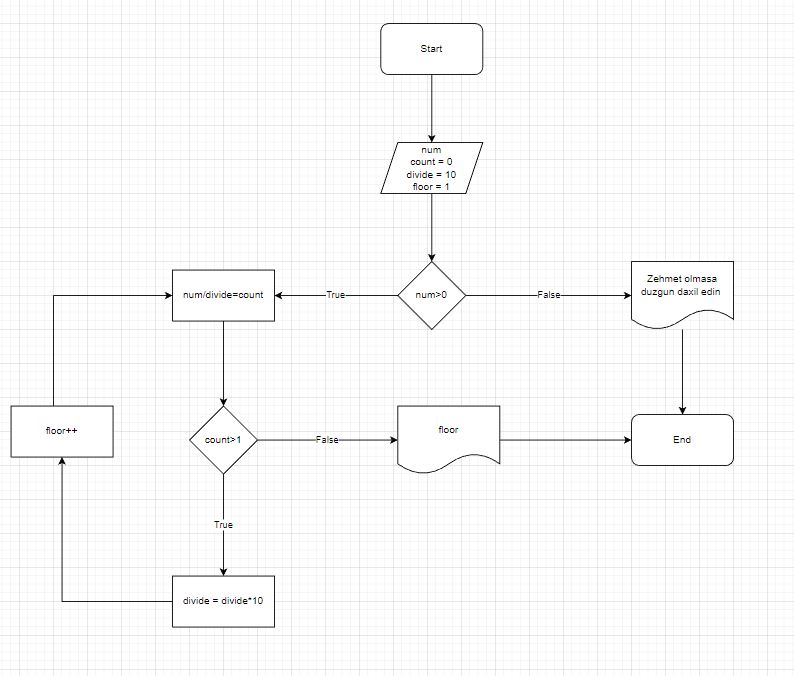 Start
num
count = 0
divide = 10
floor = 1
num>0
True
False
num/divide=count
Zehmet olmasa
duzgun daxil edin
floor++
count>1
False
floor
End
True
divide = divide*10